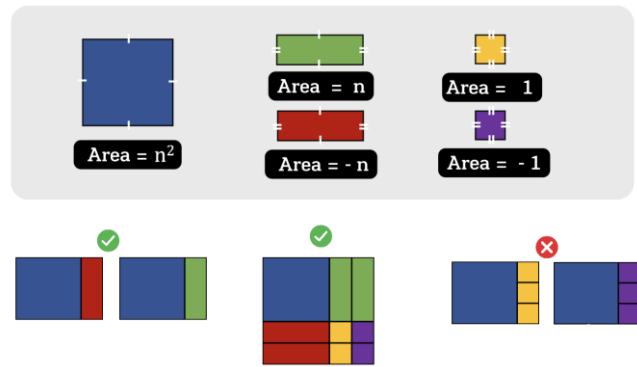 Area = n
Area = 1
Area = n²
Area = - n
Area = - 1